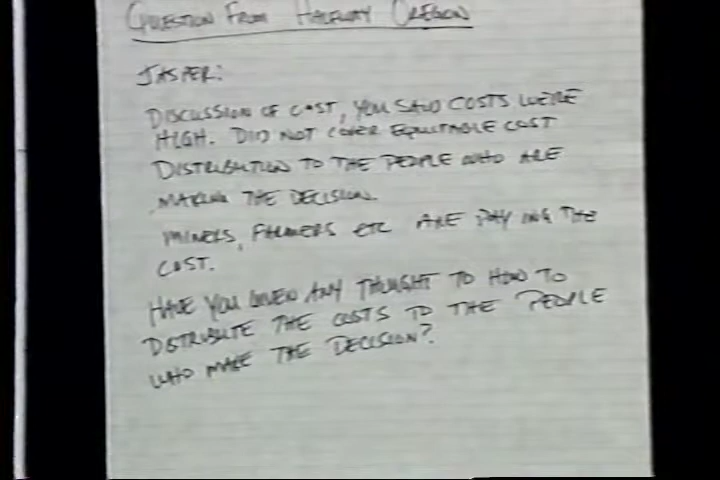 QUESTION FROM HALFWAY OREGON
JASPER:
DISCUSSION OF COST, YOU SAID COSTS WERE
HIGH. DID NOT COVER EQUITABLE COST
DISTRIBUTION TO THE PEOPLE WHO ARE
MAKING THE DECISION.
MINERS, FARMERS ETC ARE PAYING THE
COST.
HAVE YOU GIVEN ANY THOUGHT TO HOW TO
DISTRIBUTE THE COSTS TO THE PEOPLE
WHO MAKE THE DECISION?